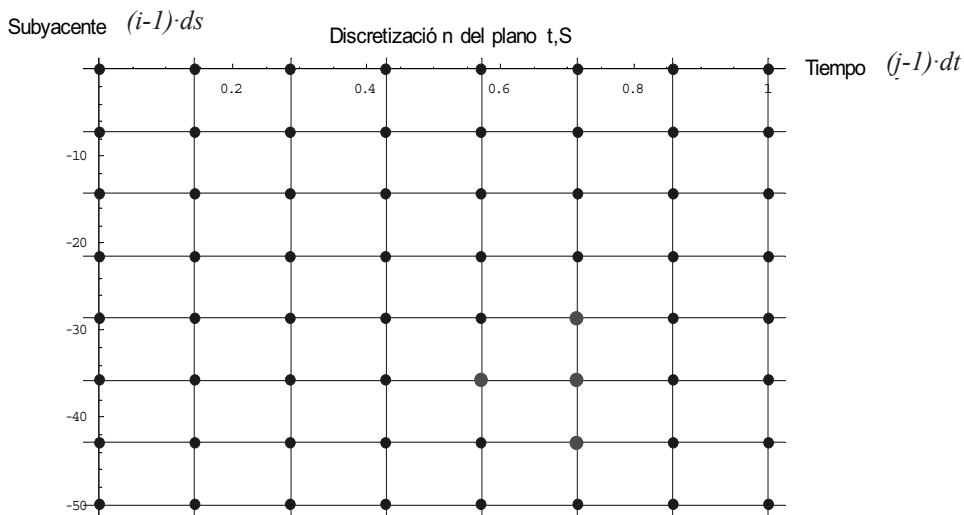 Subyacente (i-1)·ds
Discretizació n del plano t,S
Tiempo (j-1)·dt
0.2 0.4 0.6 0.8 1
-10
-20
-30
-40
-50